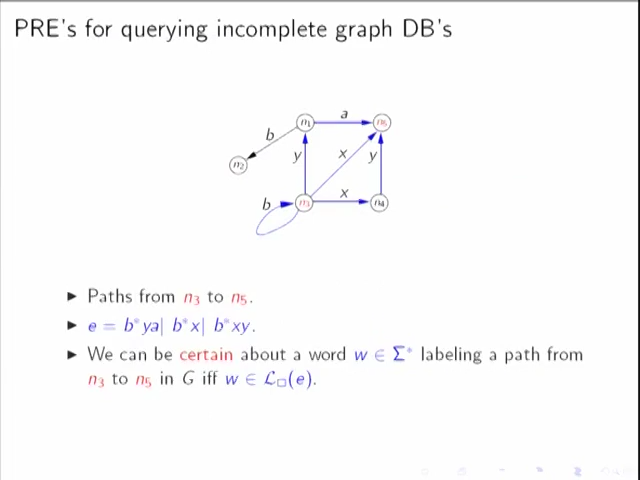 PRE's for querying incomplete graph DB's
n₁ a n₅
b
n₂ y x y
b n₃ x n₄
▶ Paths from n₃ to n₅.
▶ e = b*ya| b*x| b*xy.
▶ We can be certain about a word w ∈ Σ* labeling a path from
n₃ to n₅ in G iff w ∈ ℒ□(e).